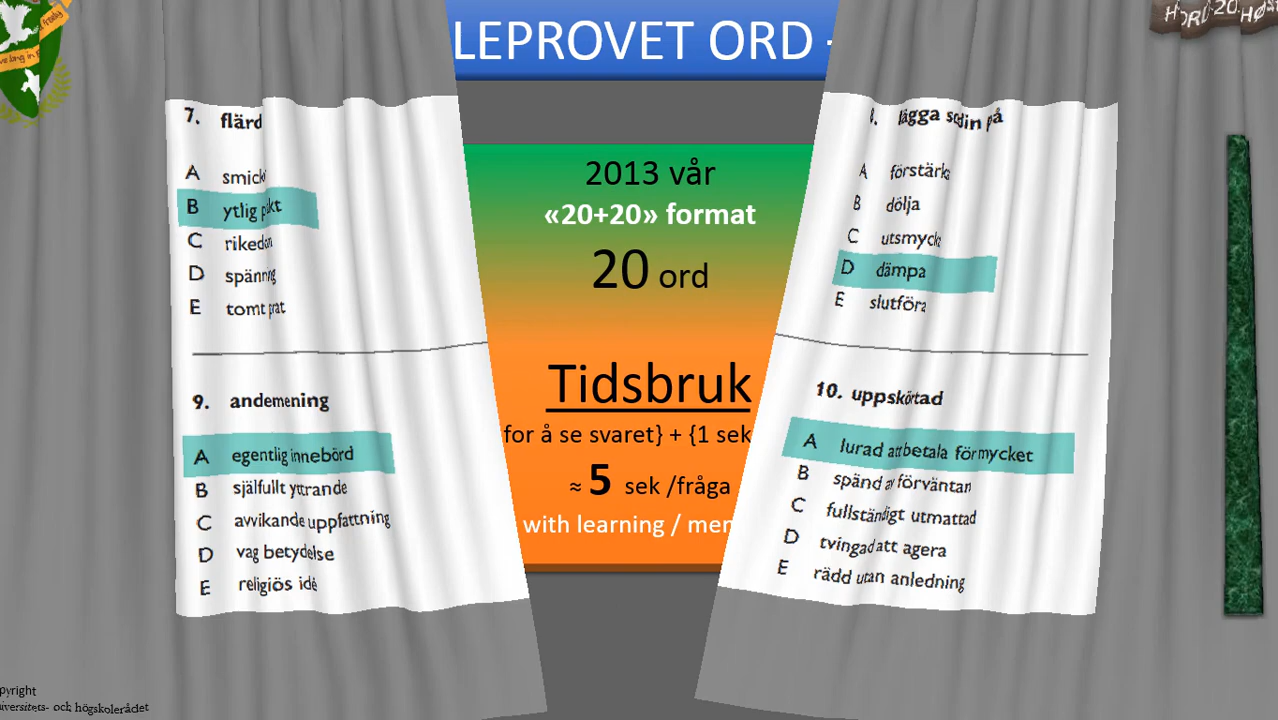 LEPROVET ORD -
7. flärd
A smick
B ytlig prakt
C rikedom
D spänning
E tomt prat
8. lägga sordin på
A förstärka
B dölja
C utsmycka
D dämpa
E slutföra
2013 vår
«20+20» format
20 ord
Tidsbruk
for å se svaret} + {1 sek
≈ 5 sek /fråga
with learning / mem
9. andemening
A egentlig innebörd
B själfullt yttrande
C avvikande uppfattning
D vag betydelse
E religiös idé
10. uppskörtad
A lurad att betala för mycket
B spänd av förväntan
C fullständigt utmattad
D tvingad att agera
E rädd utan anledning
pyright
iversitets- och högskolerådet